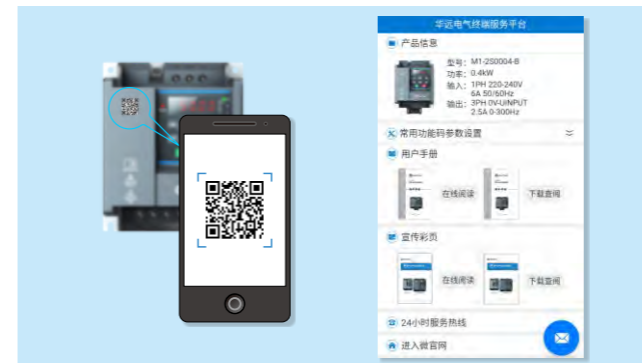 华远电气终端服务平台
产品信息
型号: M1-2S0004-B
功率: 0.4kW
输入: 1PH 220-240V
6A 50/60Hz
输出: 3PH 0V-UINPUT
2.5A 0-300Hz
常用功能码参数设置
用户手册
在线阅读
下载查阅
宣传彩页
在线阅读
下载查阅
24小时服务热线
进入微官网